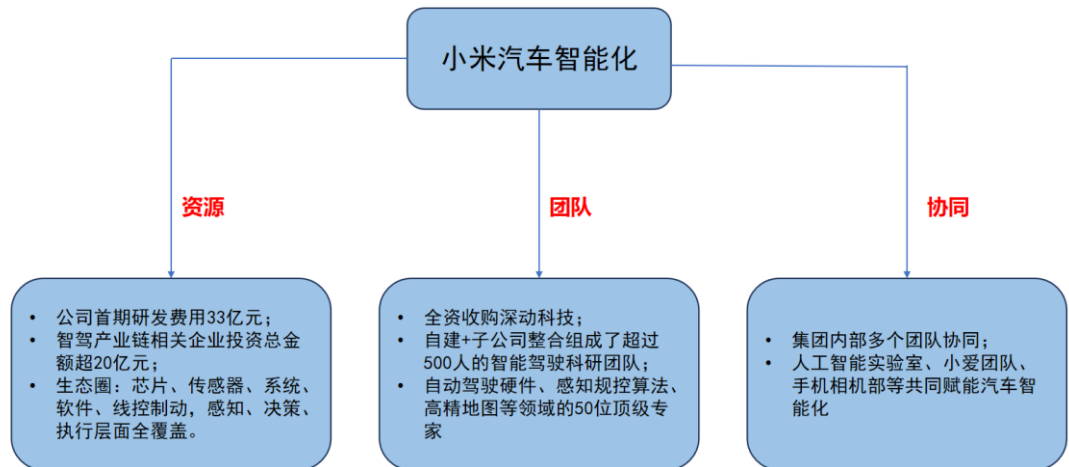 小米汽车智能化
资源
团队
协同
• 公司首期研发费用33亿元；
• 智驾产业链相关企业投资总金
额超20亿元；
• 生态圈：芯片、传感器、系统、
软件、线控制动，感知、决策、
执行层面全覆盖。
• 全资收购深动科技；
• 自建+子公司整合组成了超过
500人的智能驾驶科研团队；
• 自动驾驶硬件、感知规控算法、
高精地图等领域的50位顶级专
家
• 集团内部多个团队协同；
• 人工智能实验室、小爱团队、
手机相机部等共同赋能汽车智
能化